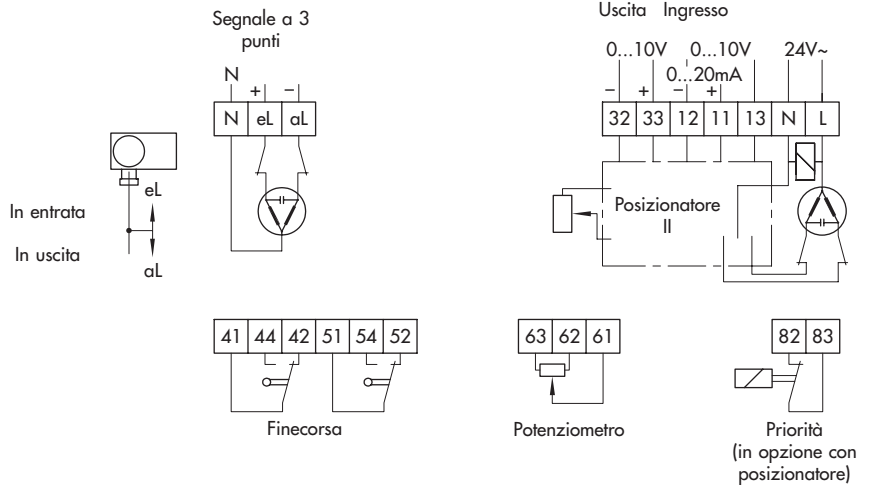 Segnale a 3
punti
N
+ −
N eL aL
eL
In entrata
In uscita
aL
Uscita Ingresso
0...10V 0...10V 24V~
0...20mA
− + − +
32 33 12 11 13 N L
Posizionatore
II
41 44 42 51 54 52
Finecorsa
63 62 61
Potenziometro
82 83
Priorità
(in opzione con
posizionatore)